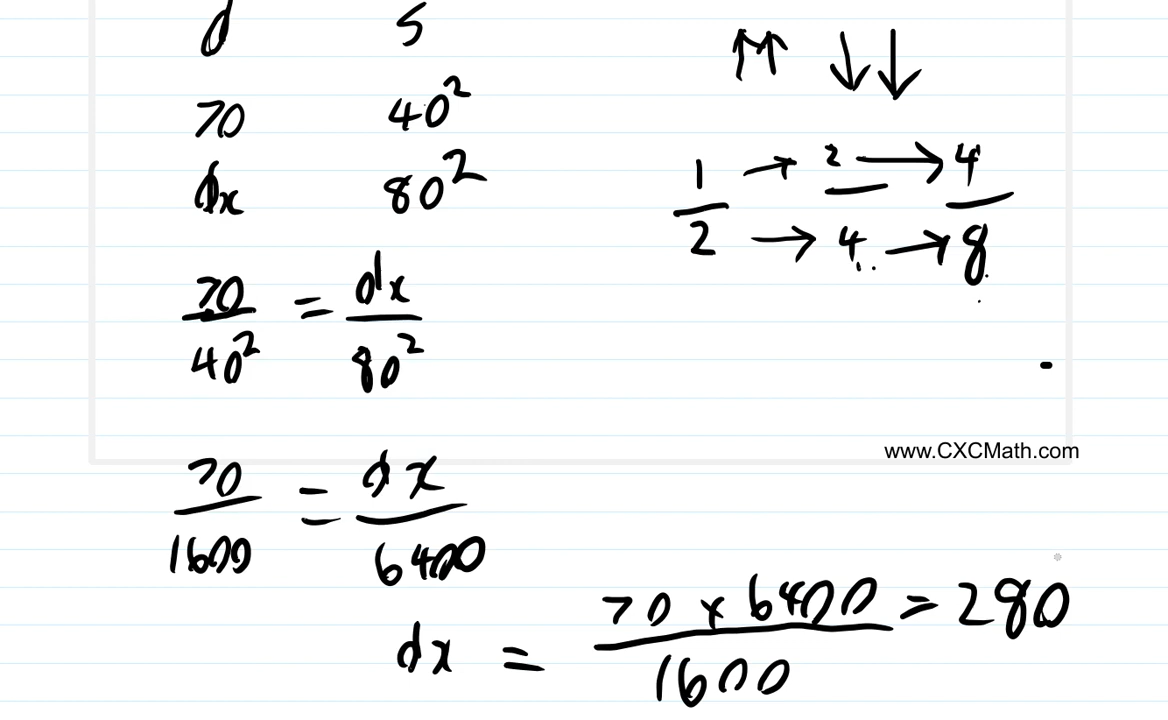 d s
70 40²
dx 80²
70/40² = dx/80²
70/1600 = dx/6400
dx = 70 x 6400/1600 = 280
↑↑ ↓↓
1 → 2 → 4
2 → 4 → 8
www.CXCMath.com